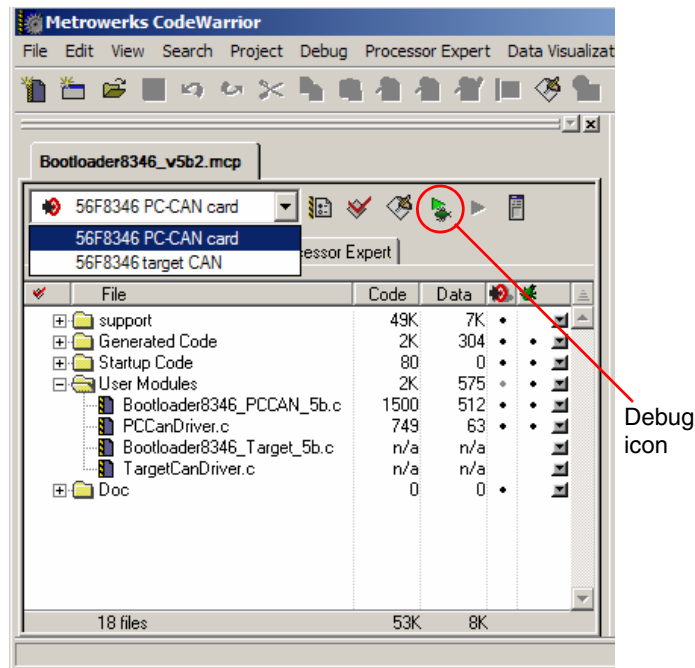 Metrowerks CodeWarrior
File Edit View Search Project Debug Processor Expert Data Visualizat
Bootloader8346_v5b2.mcp
56F8346 PC-CAN card
56F8346 PC-CAN card
56F8346 target CAN
essor Expert
File Code Data
support 49K 7K
Generated Code 2K 304
Startup Code 80 0
User Modules 2K 575
Bootloader8346_PCCAN_5b.c 1500 512
PCCanDriver.c 749 63
Bootloader8346_Target_5b.c n/a n/a
TargetCanDriver.c n/a n/a
Doc 0 0
18 files 53K 8K
Debug
icon